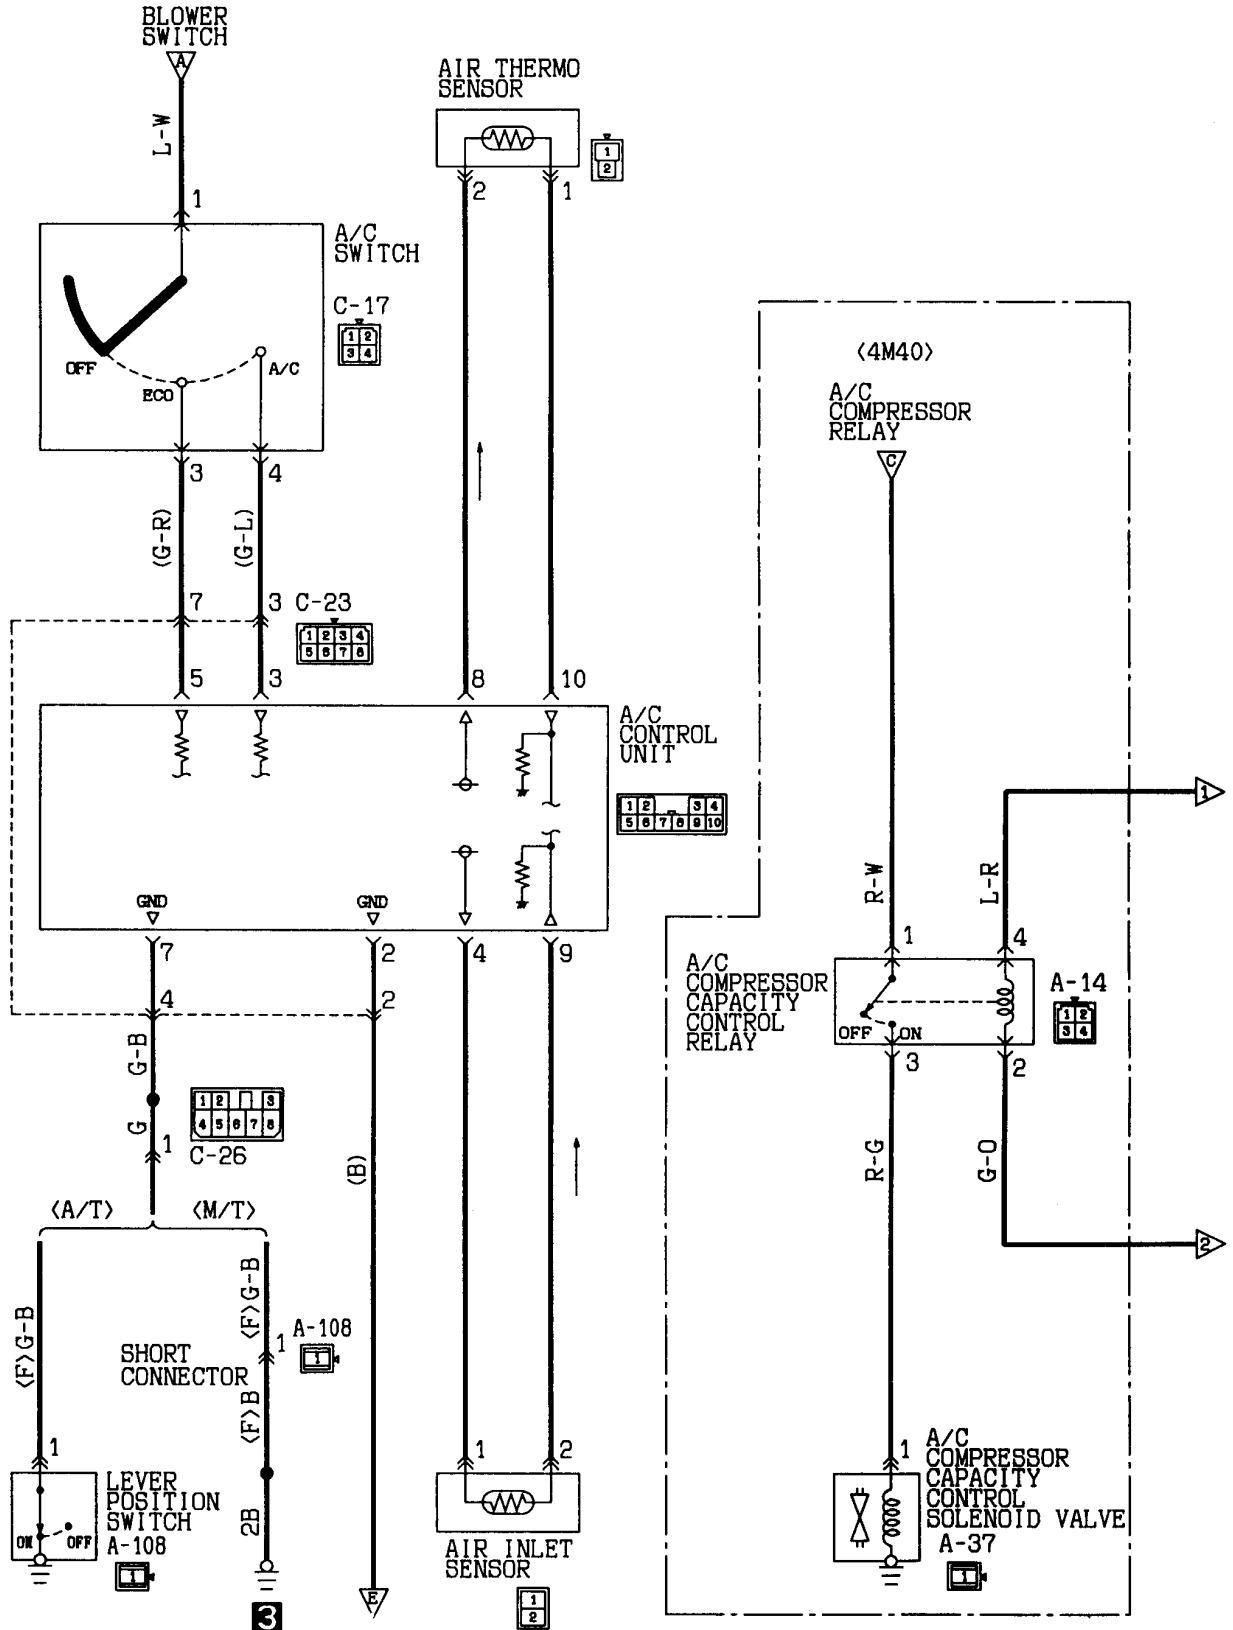 BLOWER
SWITCH
A
L-W
1
A/C
SWITCH
C-17
1 2
3 4
OFF
ECO
A/C
3
4
(G-R)
(G-L)
7
3
C-23
1 2 3 4
5 6 7 8
5
3
AIR THERMO
SENSOR
1
2
2
1
8
10
A/C
CONTROL
UNIT
1 2 3 4
5 6 7 8 9 10
GND
GND
7
2
4
9
4
2
G-B
G
1
1 2 3
4 5 6 7 8
C-26
(B)
<A/T>
<M/T>
<F>G-B
<F>G-B
1
A-108
1
SHORT
CONNECTOR
<F>B
1
LEVER
POSITION
SWITCH
A-108
1
ON
OFF
2B
3
E
1
2
AIR INLET
SENSOR
1
2
<4M40>
A/C
COMPRESSOR
RELAY
C
R-W
L-R
1
1
4
A/C
COMPRESSOR
CAPACITY
CONTROL
RELAY
OFF
ON
A-14
1 2
3 4
3
2
R-G
G-O
2
1
A/C
COMPRESSOR
CAPACITY
CONTROL
SOLENOID VALVE
A-37
1